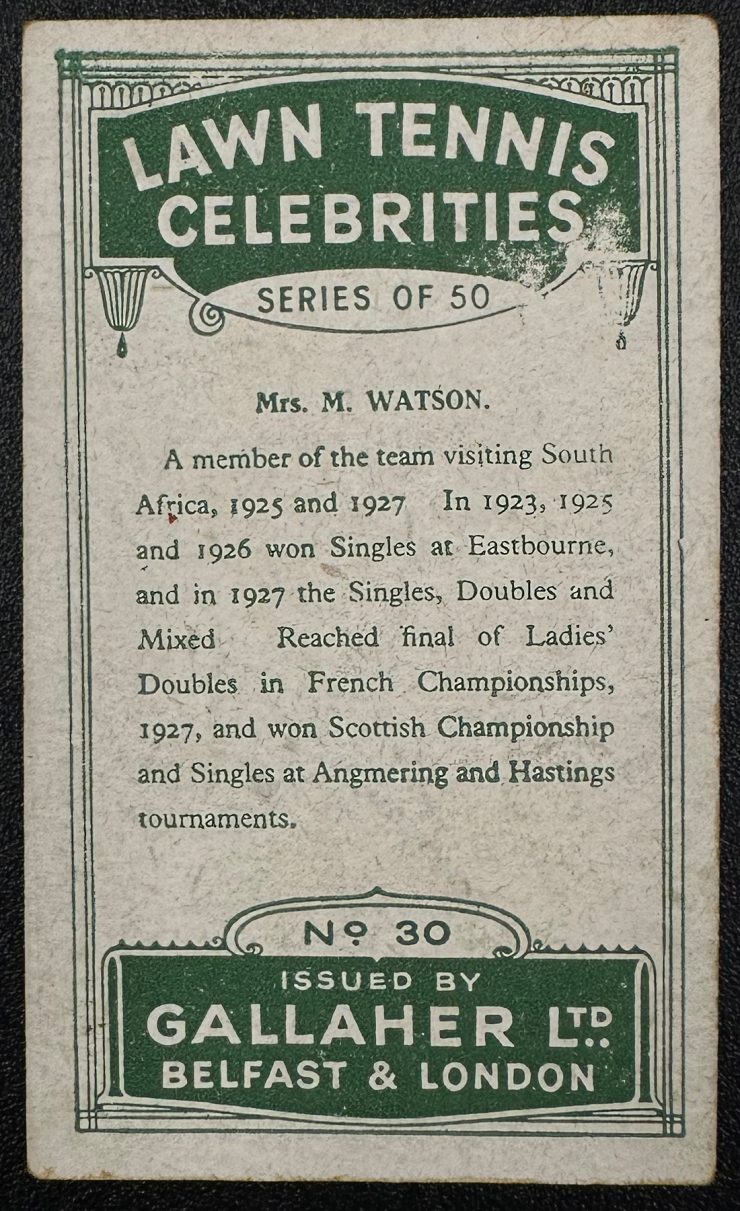 LAWN TENNIS
CELEBRITIES
SERIES OF 50
Mrs. M. WATSON.
A member of the team visiting South
Africa, 1925 and 1927 In 1923, 1925
and 1926 won Singles at Eastbourne,
and in 1927 the Singles, Doubles and
Mixed Reached final of Ladies'
Doubles in French Championships,
1927, and won Scottish Championship
and Singles at Angmering and Hastings
tournaments.
Nº 30
ISSUED BY
GALLAHER LTD
BELFAST & LONDON